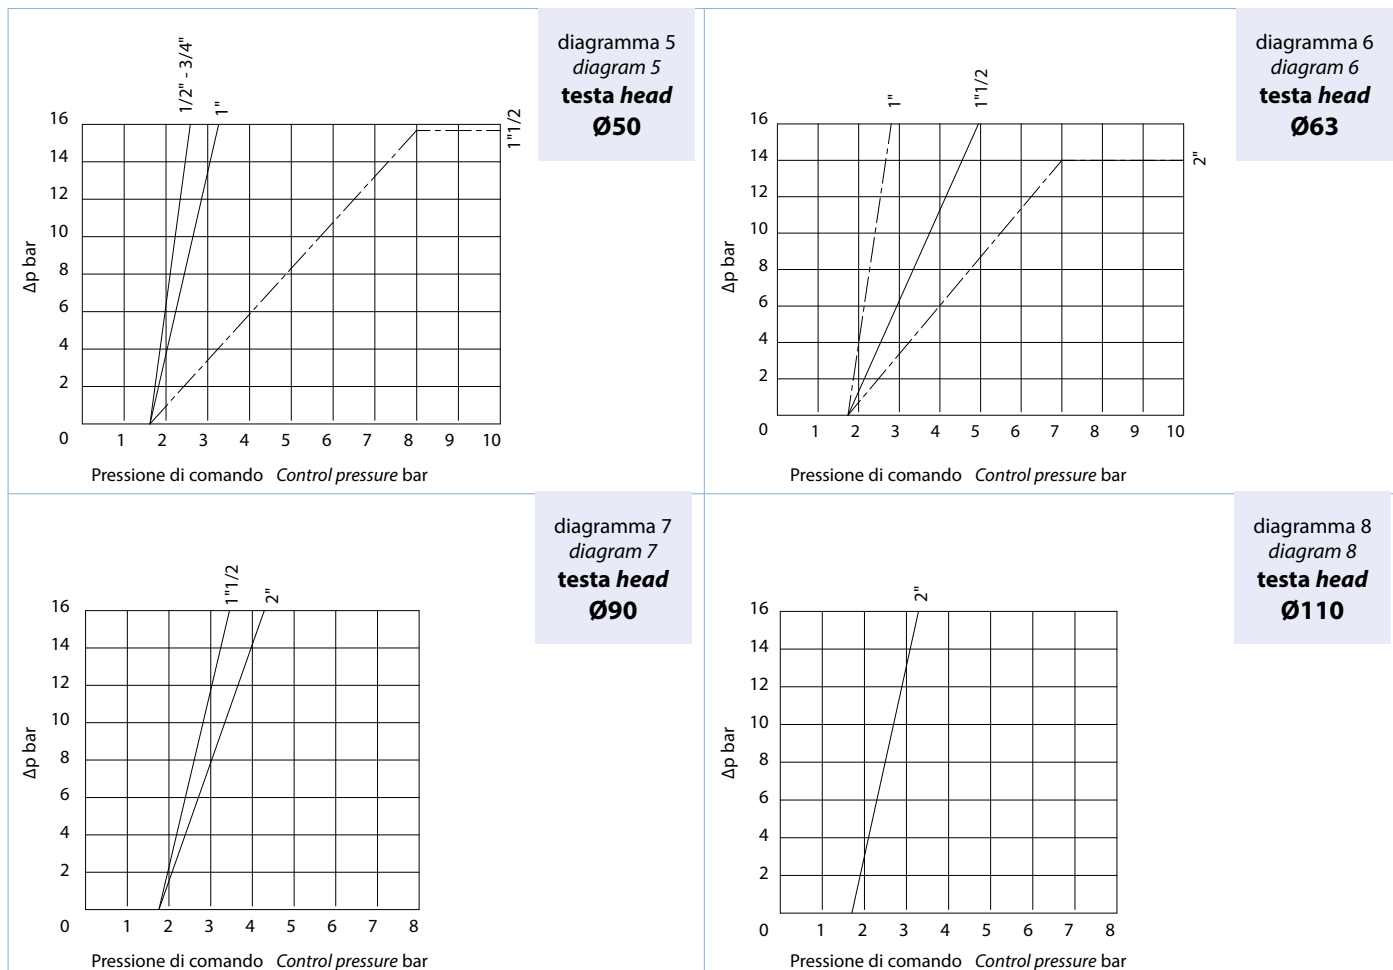 diagramma 5
diagram 5
testa head
Ø50
1/2" - 3/4"
1"
1"1/2
16
14
12
10
8
6
4
2
0
Δp bar
1 2 3 4 5 6 7 8 9 10
Pressione di comando Control pressure bar
diagramma 6
diagram 6
testa head
Ø63
1"
1"1/2
2"
16
14
12
10
8
6
4
2
0
Δp bar
1 2 3 4 5 6 7 8 9 10
Pressione di comando Control pressure bar
diagramma 7
diagram 7
testa head
Ø90
1"1/2
2"
16
14
12
10
8
6
4
2
0
Δp bar
1 2 3 4 5 6 7 8
Pressione di comando Control pressure bar
diagramma 8
diagram 8
testa head
Ø110
2"
16
14
12
10
8
6
4
2
0
Δp bar
1 2 3 4 5 6 7 8
Pressione di comando Control pressure bar